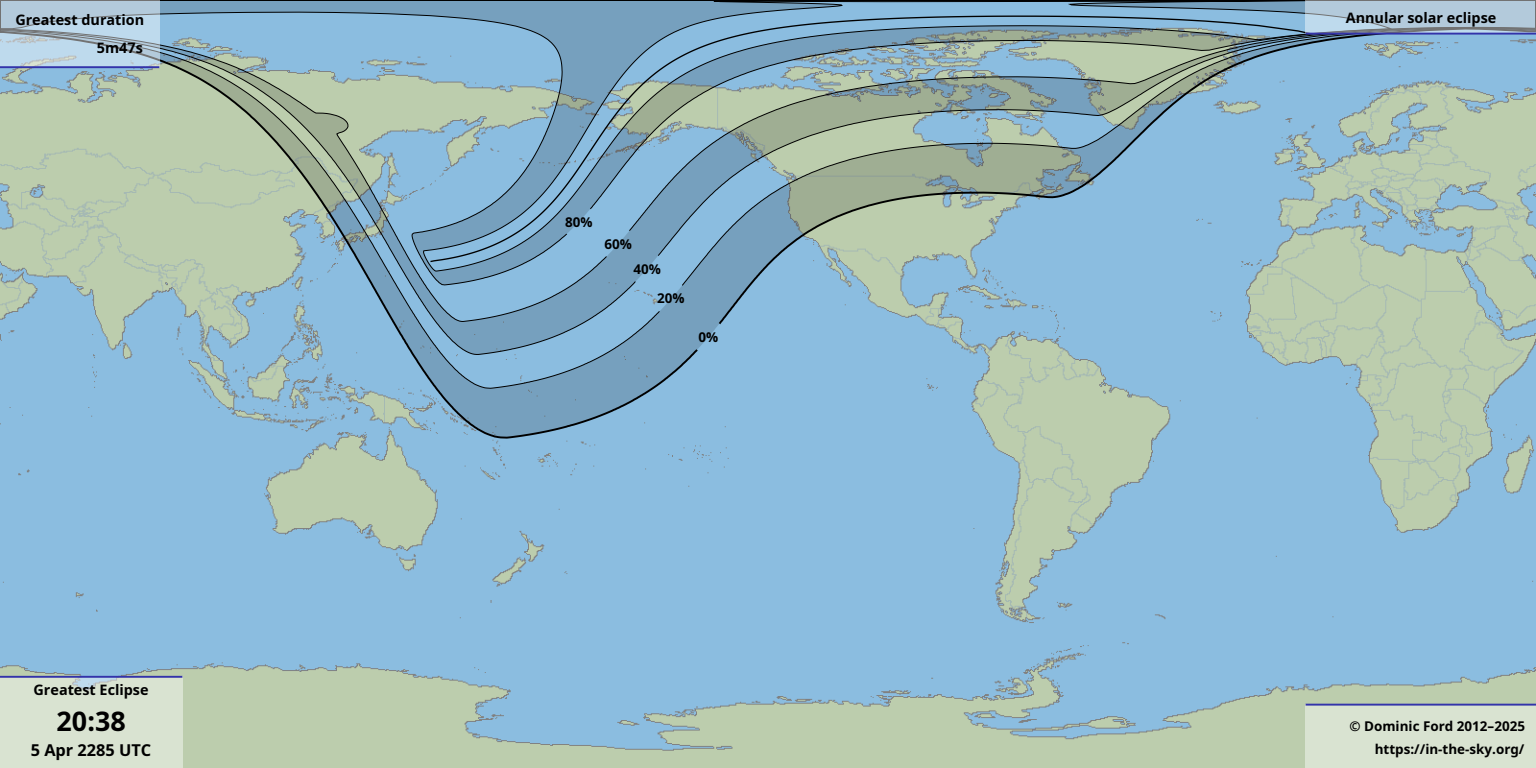 Greatest duration
5m47s
Annular solar eclipse
80%
60%
40%
20%
0%
Greatest Eclipse
20:38
5 Apr 2285 UTC
© Dominic Ford 2012–2025
https://in-the-sky.org/